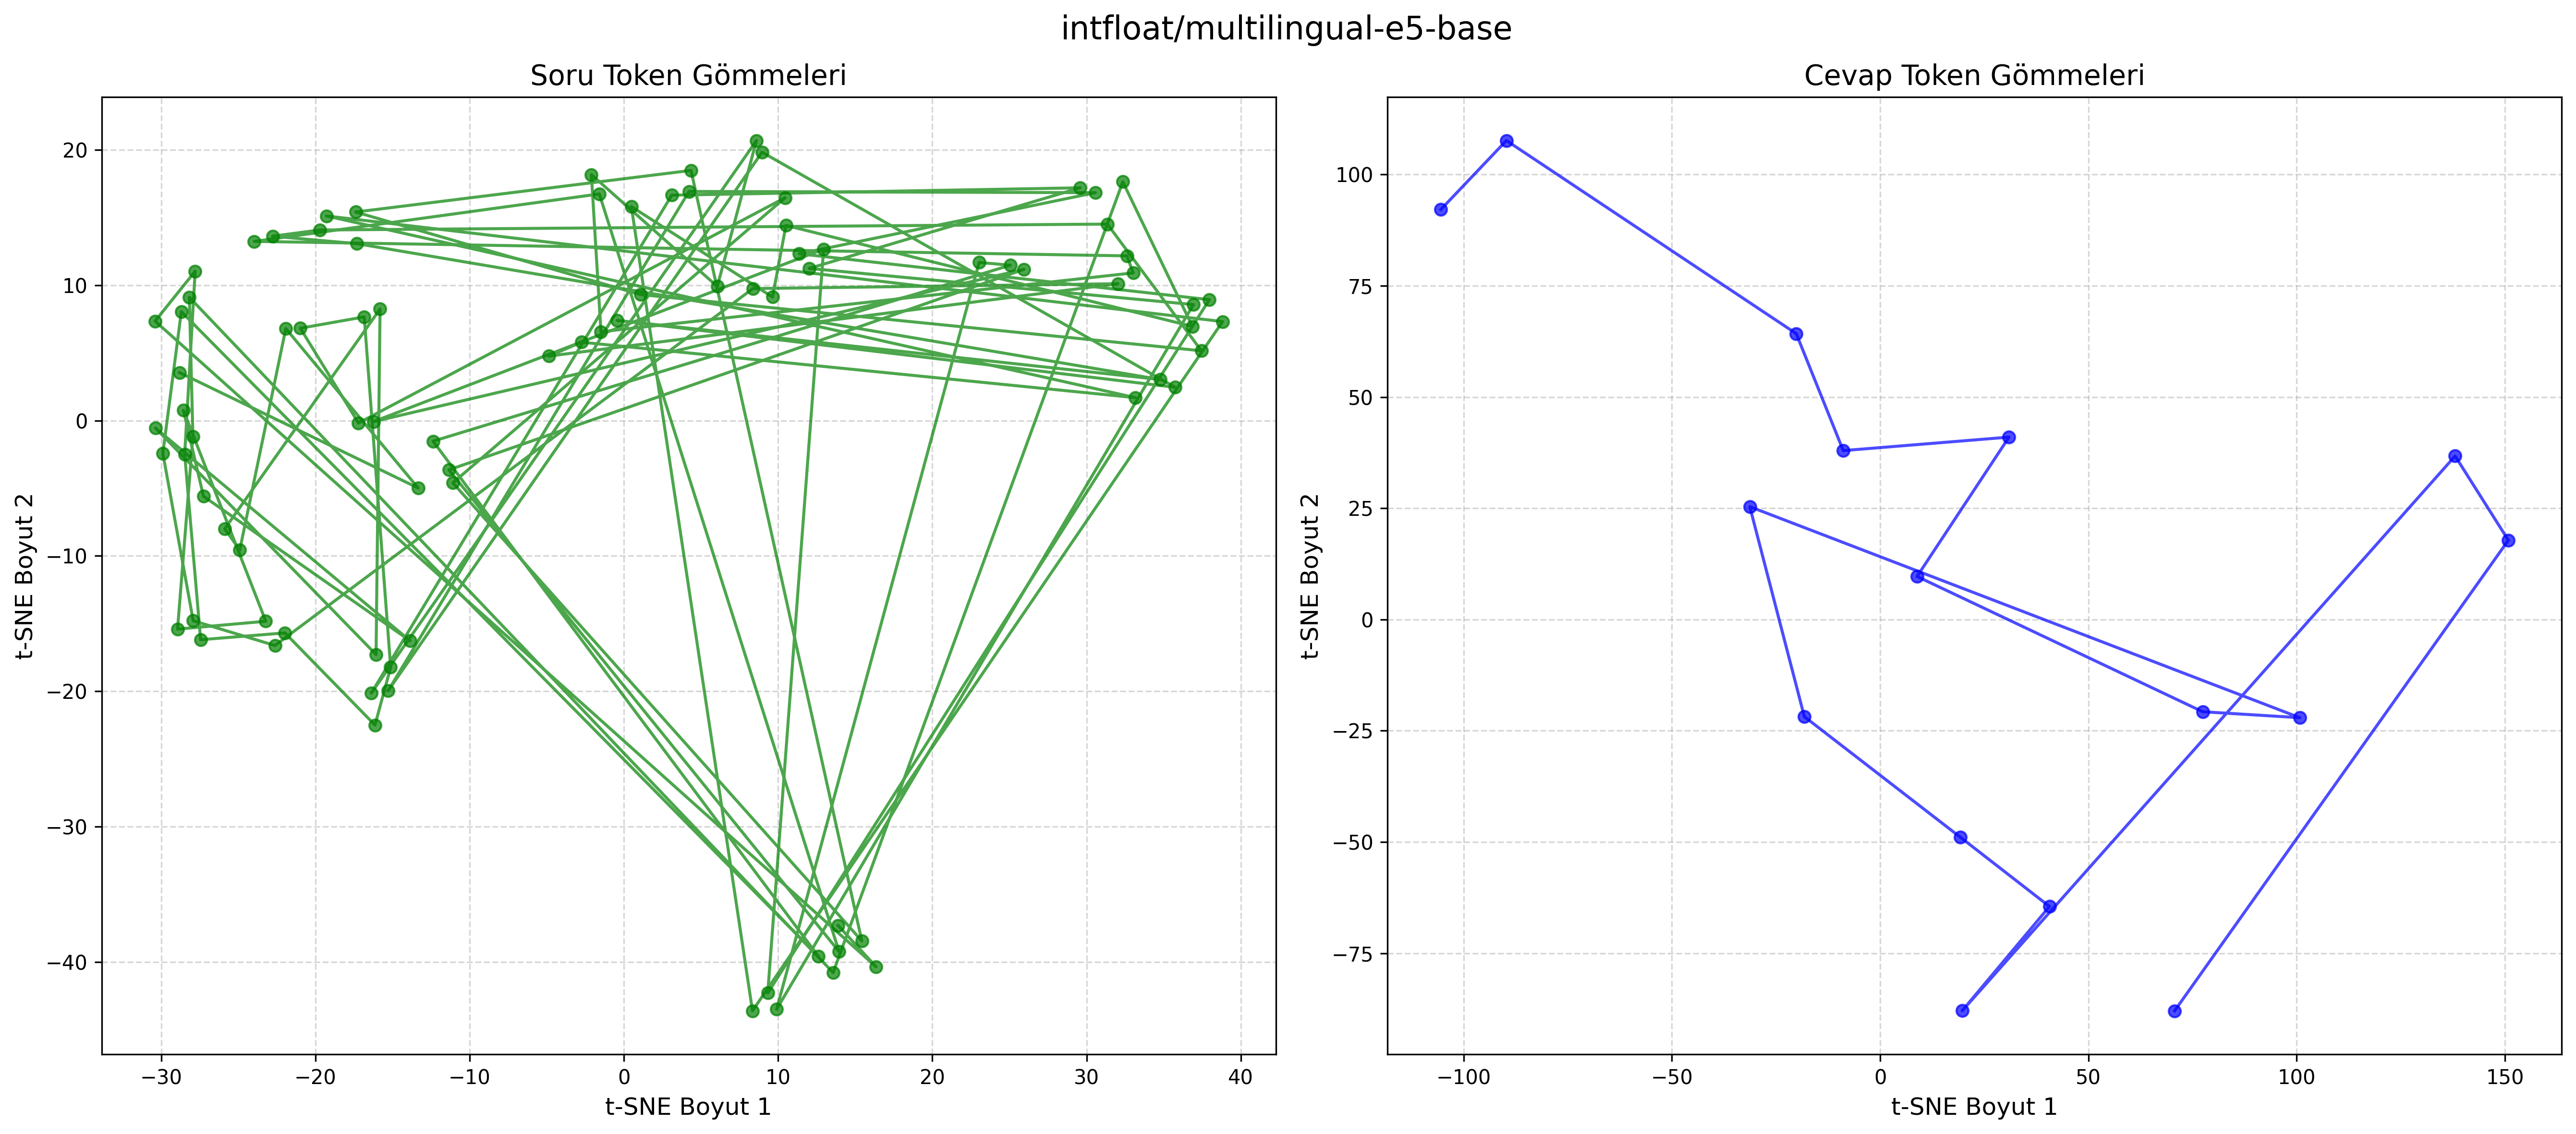 intfloat/multilingual-e5-base
Soru Token Gömmeleri
20
10
0
−10
−20
−30
−40
t-SNE Boyut 2
−30 −20 −10 0 10 20 30 40
t-SNE Boyut 1
Cevap Token Gömmeleri
100
75
50
25
0
−25
−50
−75
t-SNE Boyut 2
−100 −50 0 50 100 150
t-SNE Boyut 1